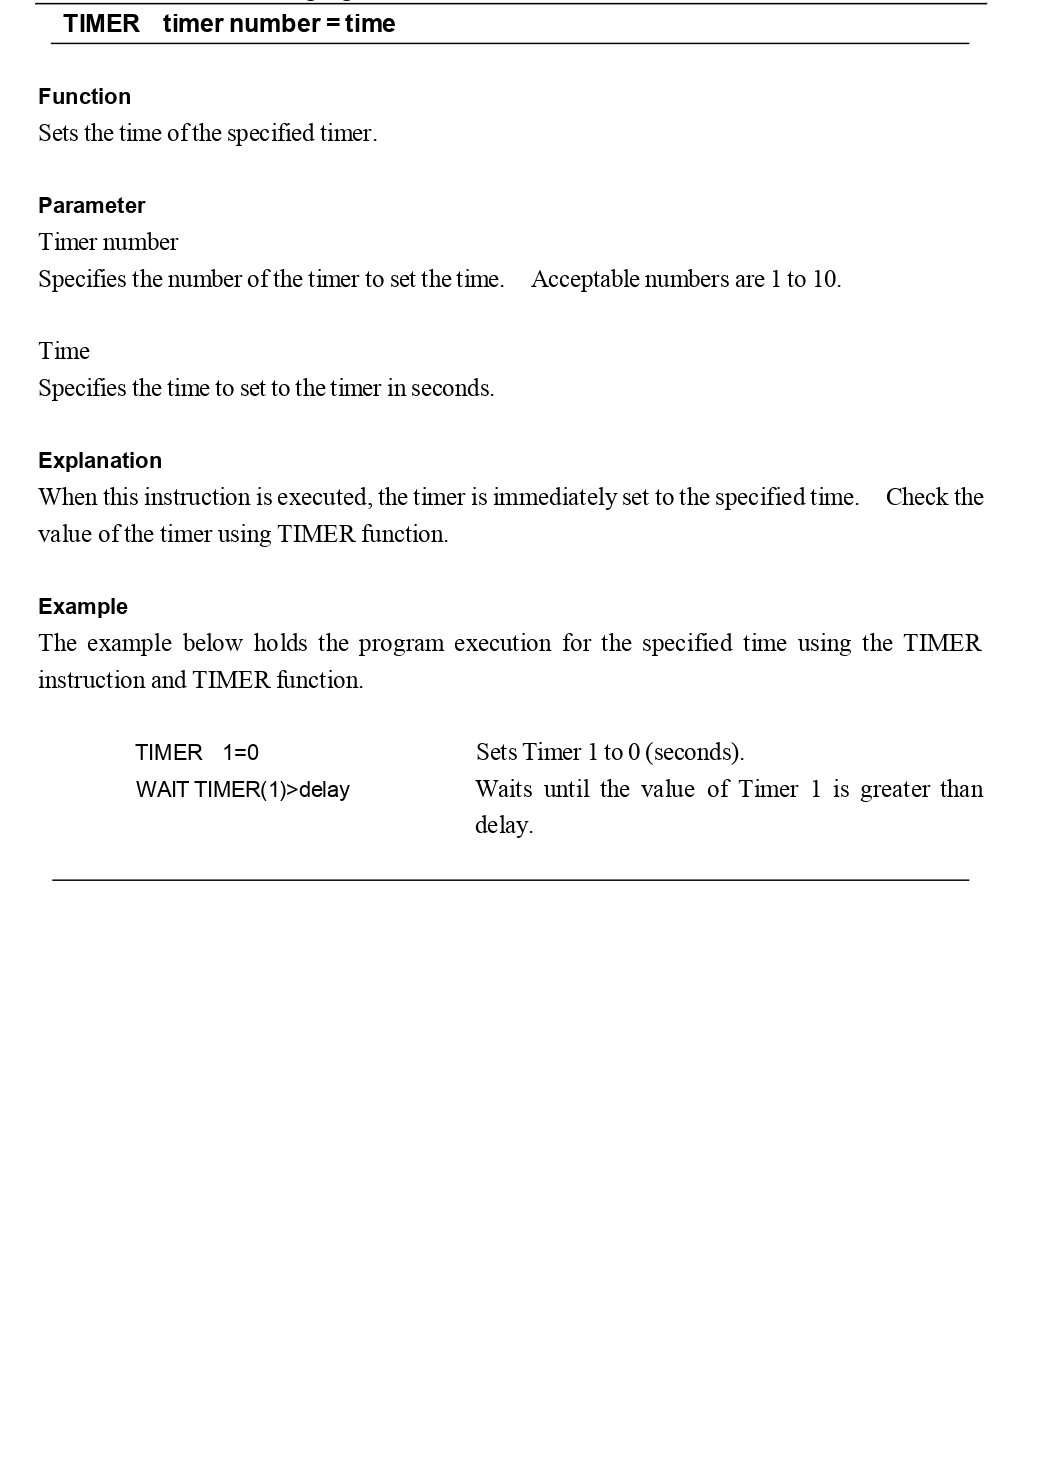 TIMER timer number = time
Function
Sets the time of the specified timer.
Parameter
Timer number
Specifies the number of the timer to set the time. Acceptable numbers are 1 to 10.
Time
Specifies the time to set to the timer in seconds.
Explanation
When this instruction is executed, the timer is immediately set to the specified time. Check the
value of the timer using TIMER function.
Example
The example below holds the program execution for the specified time using the TIMER
instruction and TIMER function.
TIMER 1=0 Sets Timer 1 to 0 (seconds).
WAIT TIMER(1)>delay Waits until the value of Timer 1 is greater than
delay.